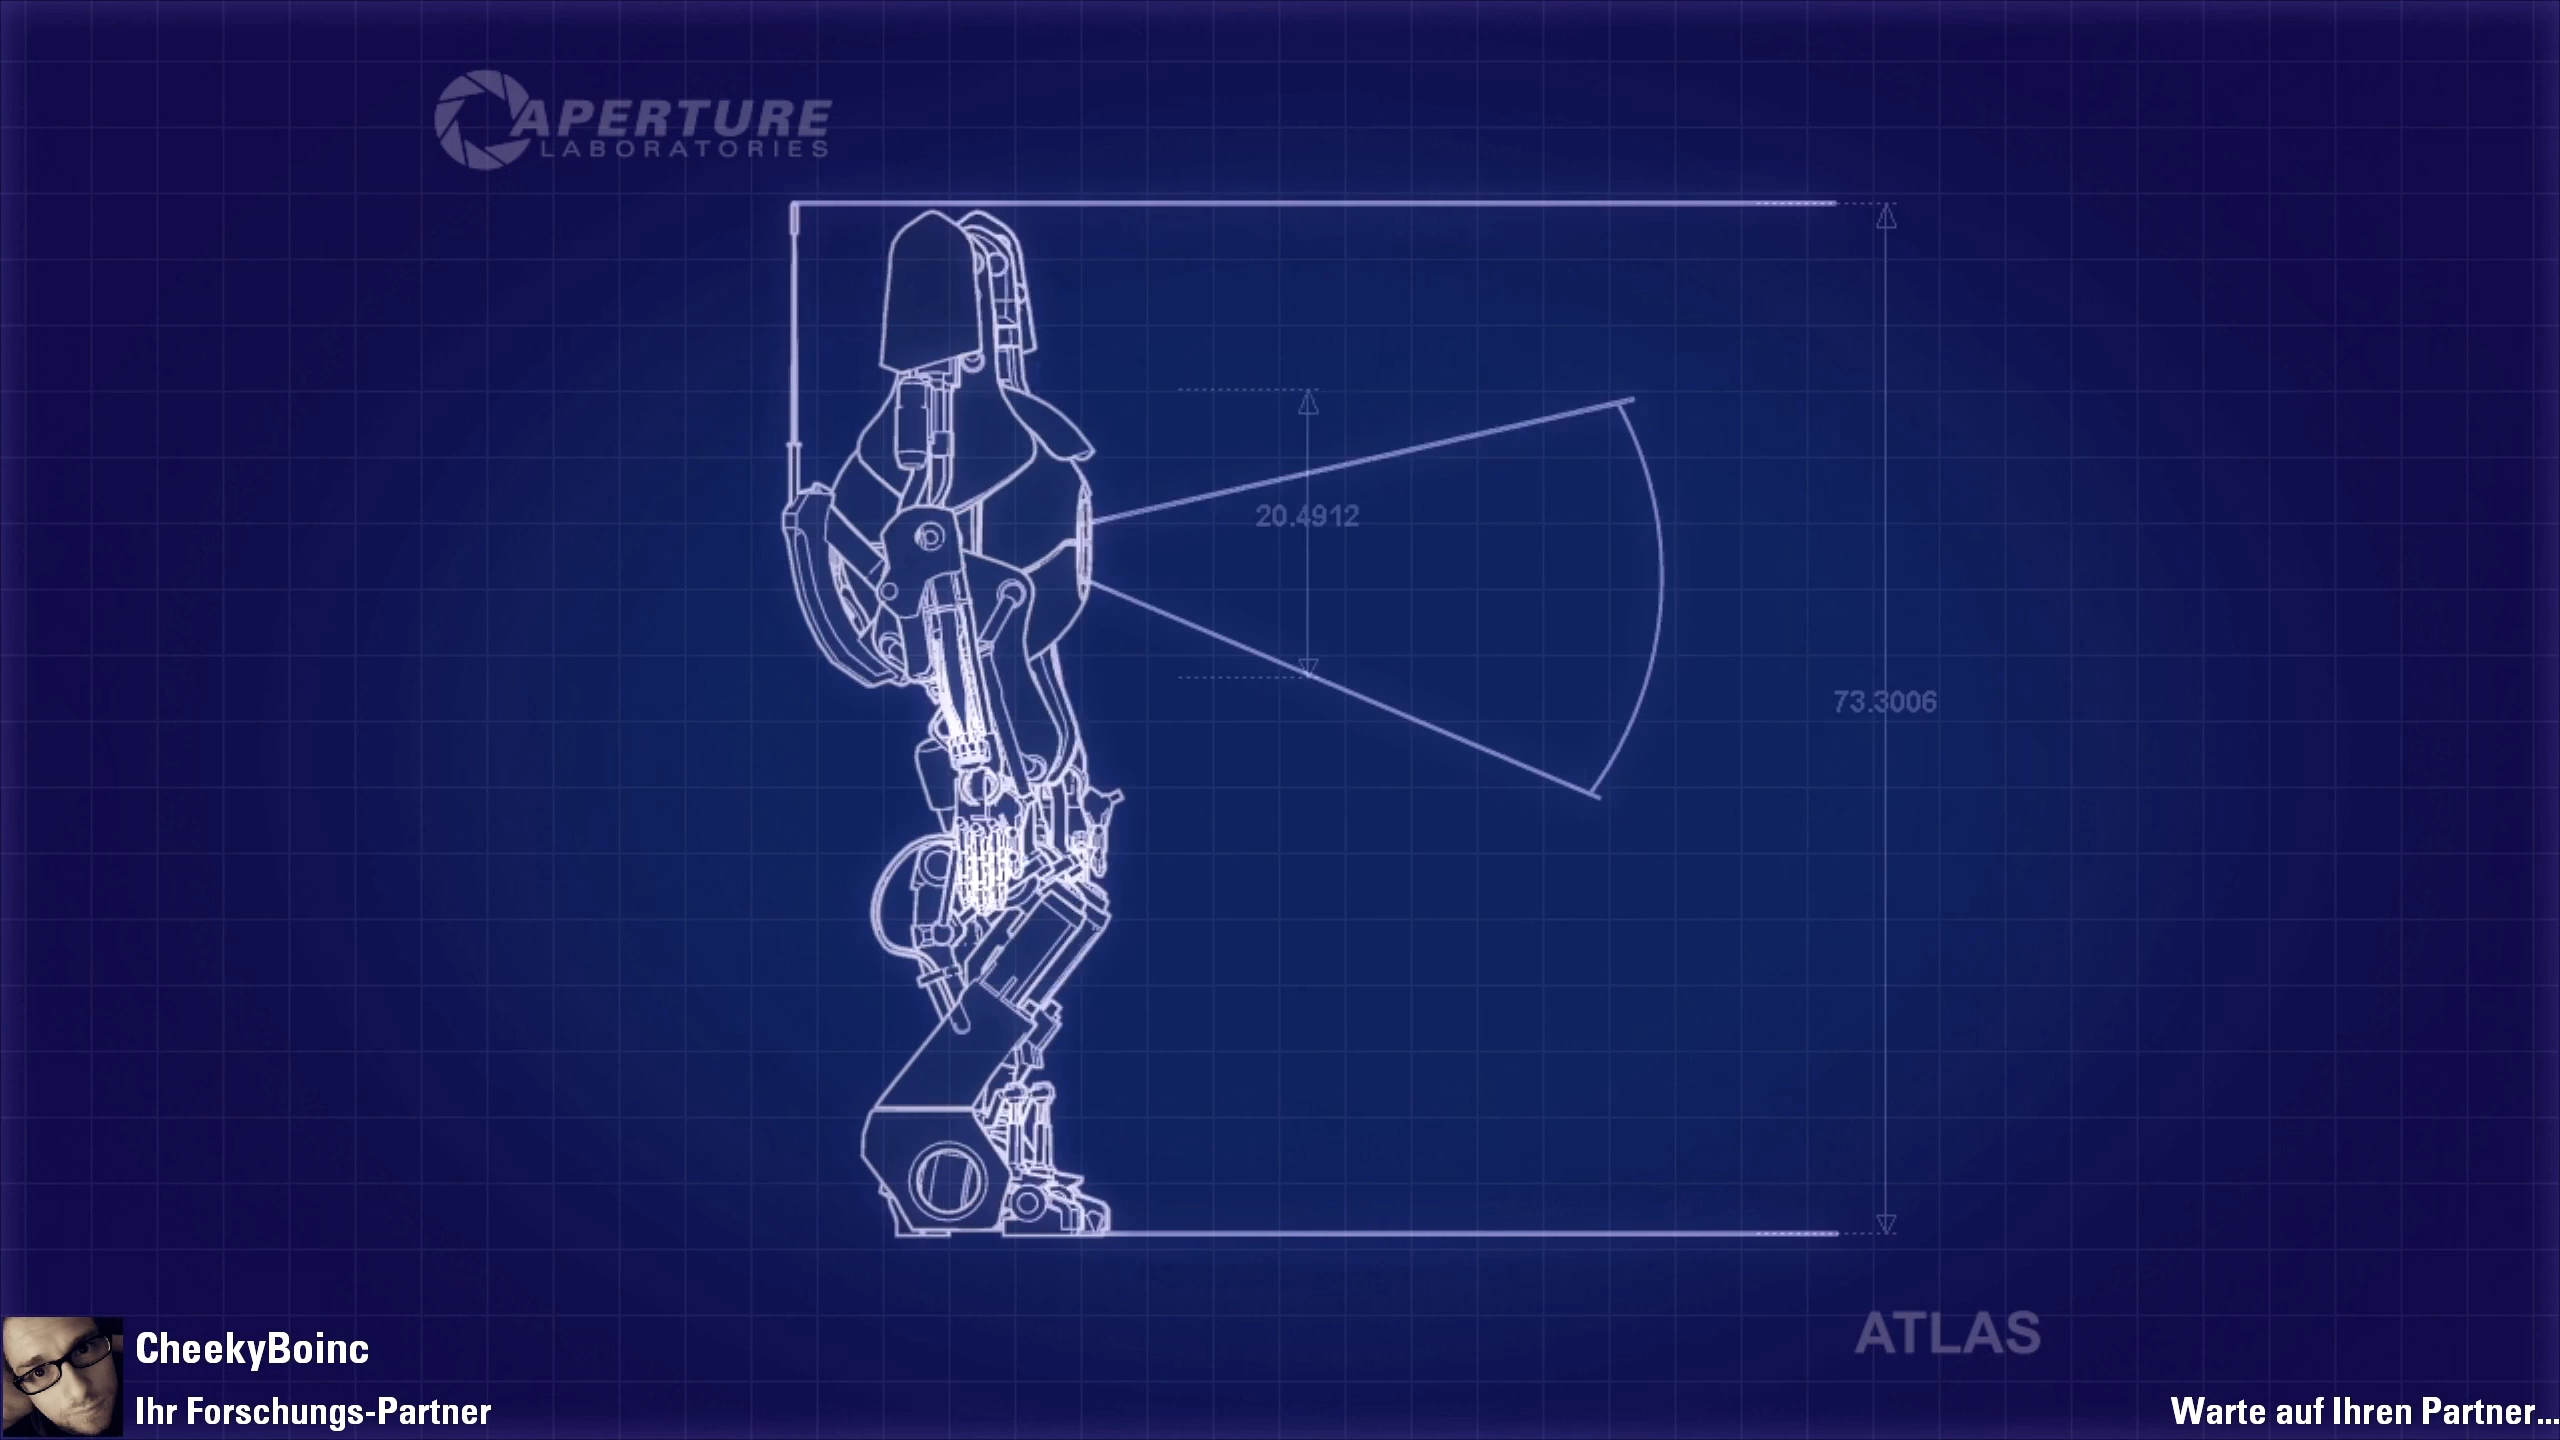 APERTURE
LABORATORIES
20.4912
73.3006
ATLAS
CheekyBoinc
Ihr Forschungs-Partner
Warte auf Ihren Partner...